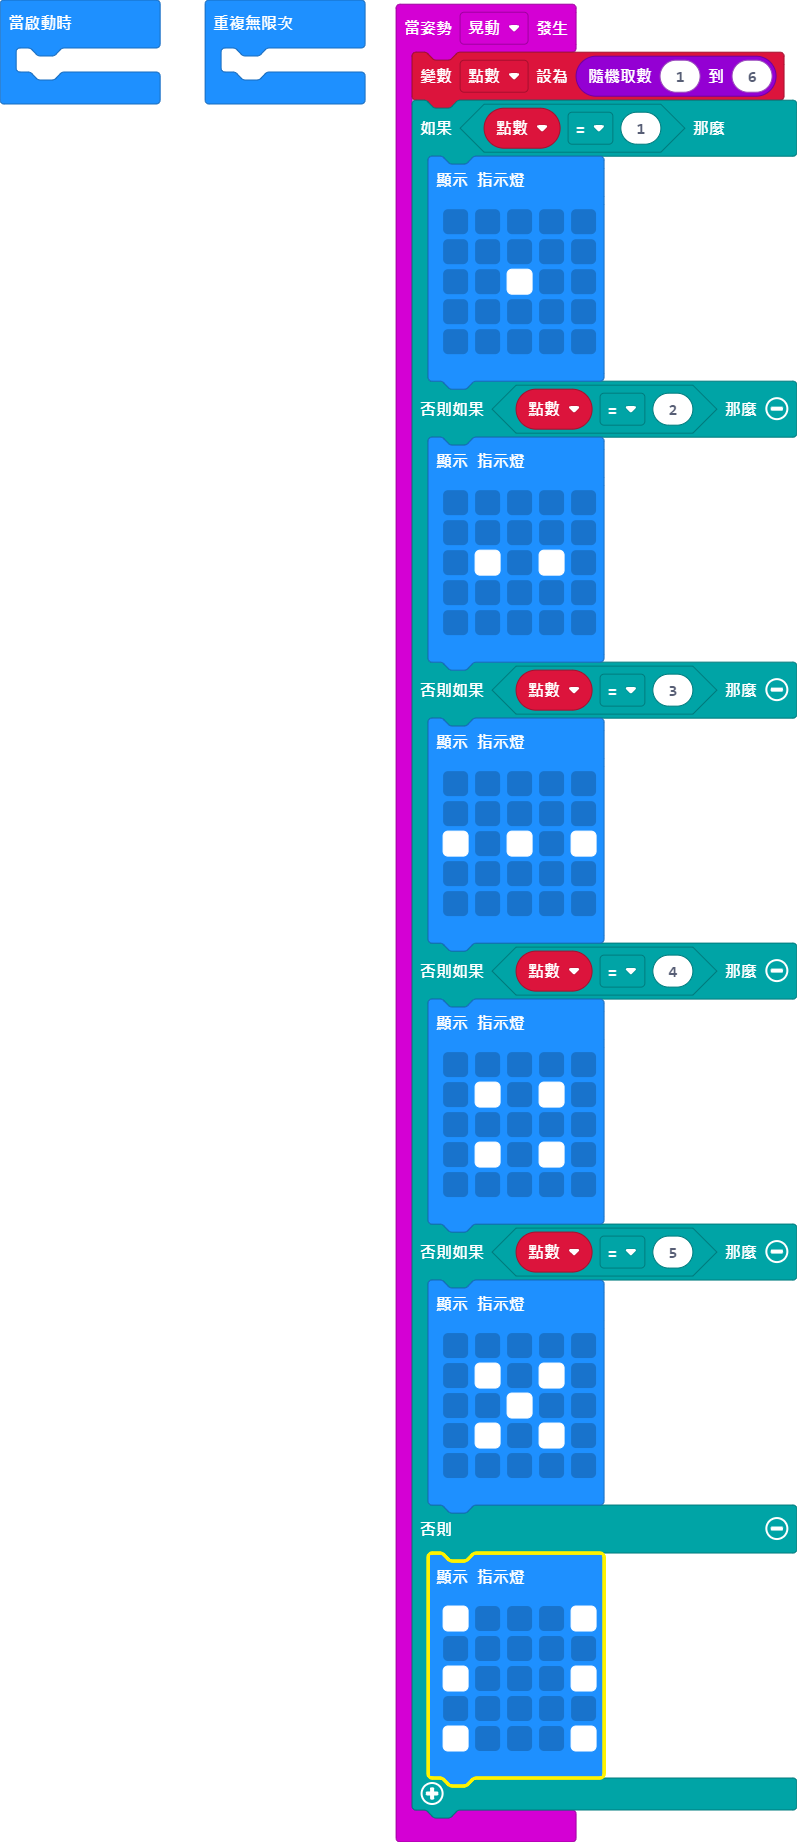 當啟動時
重複無限次
當姿勢 晃動 發生
變數 點數 設為 隨機取數 1 到 6
如果 點數 = 1 那麼
顯示 指示燈
否則如果 點數 = 2 那麼
顯示 指示燈
否則如果 點數 = 3 那麼
顯示 指示燈
否則如果 點數 = 4 那麼
顯示 指示燈
否則如果 點數 = 5 那麼
顯示 指示燈
否則
顯示 指示燈